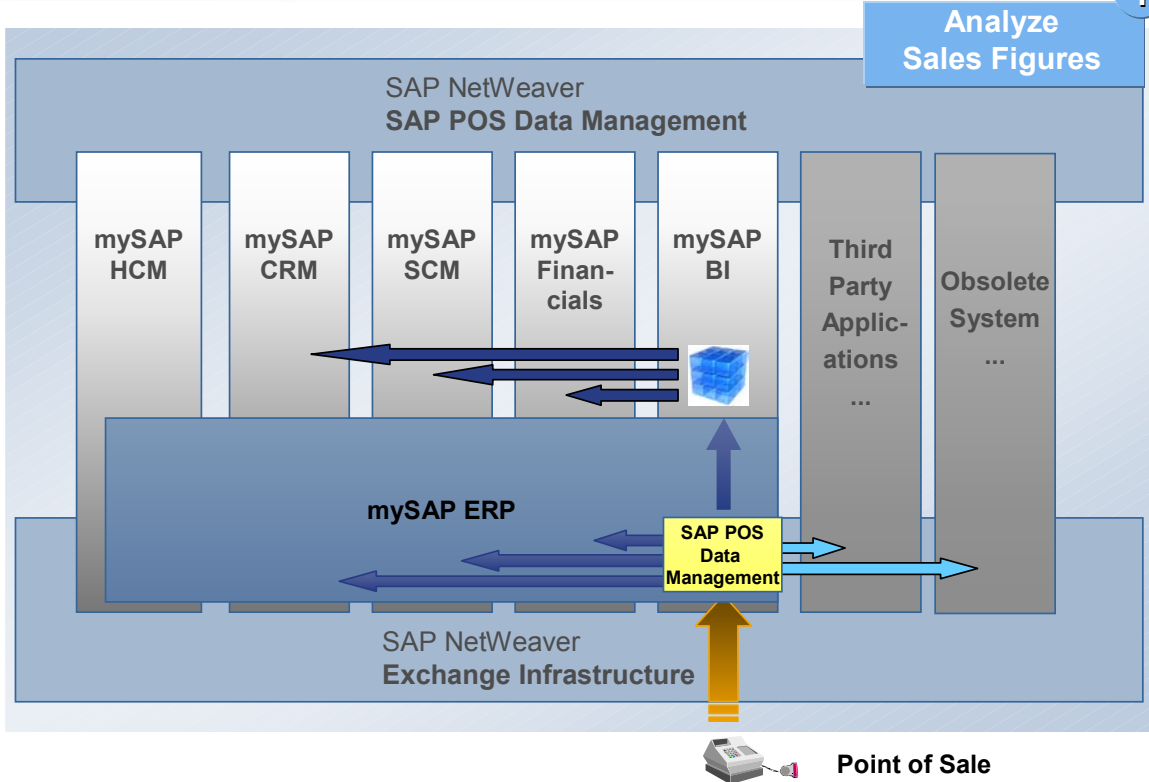 Analyze
Sales Figures
SAP NetWeaver
SAP POS Data Management
mySAP
HCM
mySAP
CRM
mySAP
SCM
mySAP
Finan-
cials
mySAP
BI
Third
Party
Applic-
ations
...
Obsolete
System
...
mySAP ERP
SAP POS
Data
Management
SAP NetWeaver
Exchange Infrastructure
Point of Sale